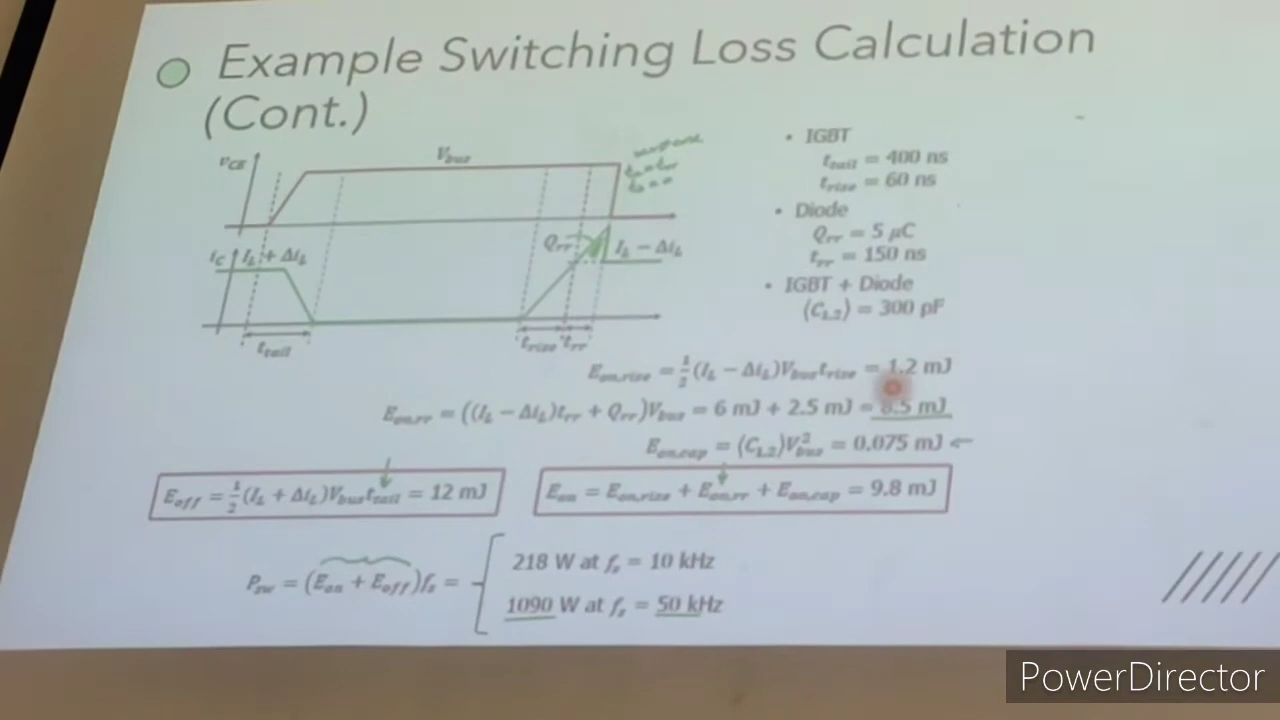 Example Switching Loss Calculation
(Cont.)
v_CE
V_bus
i_C
I_L + Δi_L
Q_rr
I_L − Δi_L
t_tail
t_rise
t_rr
• IGBT
t_tail = 400 ns
t_rise = 60 ns
• Diode
Q_rr = 5 μC
t_rr = 150 ns
• IGBT + Diode
⟨C_1,2⟩ = 300 pF
E_on,rise = 1/2 (I_L − Δi_L)V_bus t_rise = 1.2 mJ
E_on,rr = ((I_L − Δi_L)t_rr + Q_rr)V_bus = 6 mJ + 2.5 mJ = 8.5 mJ
E_on,cap = ⟨C_1,2⟩V²_bus = 0.075 mJ ←
E_off = 1/2 (I_L + Δi_L)V_bus t_tail = 12 mJ
E_on = E_on,rise + E_on,rr + E_on,cap = 9.8 mJ
P_sw = (E_on + E_off)f_s =
218 W at f_s = 10 kHz
1090 W at f_s = 50 kHz
PowerDirector